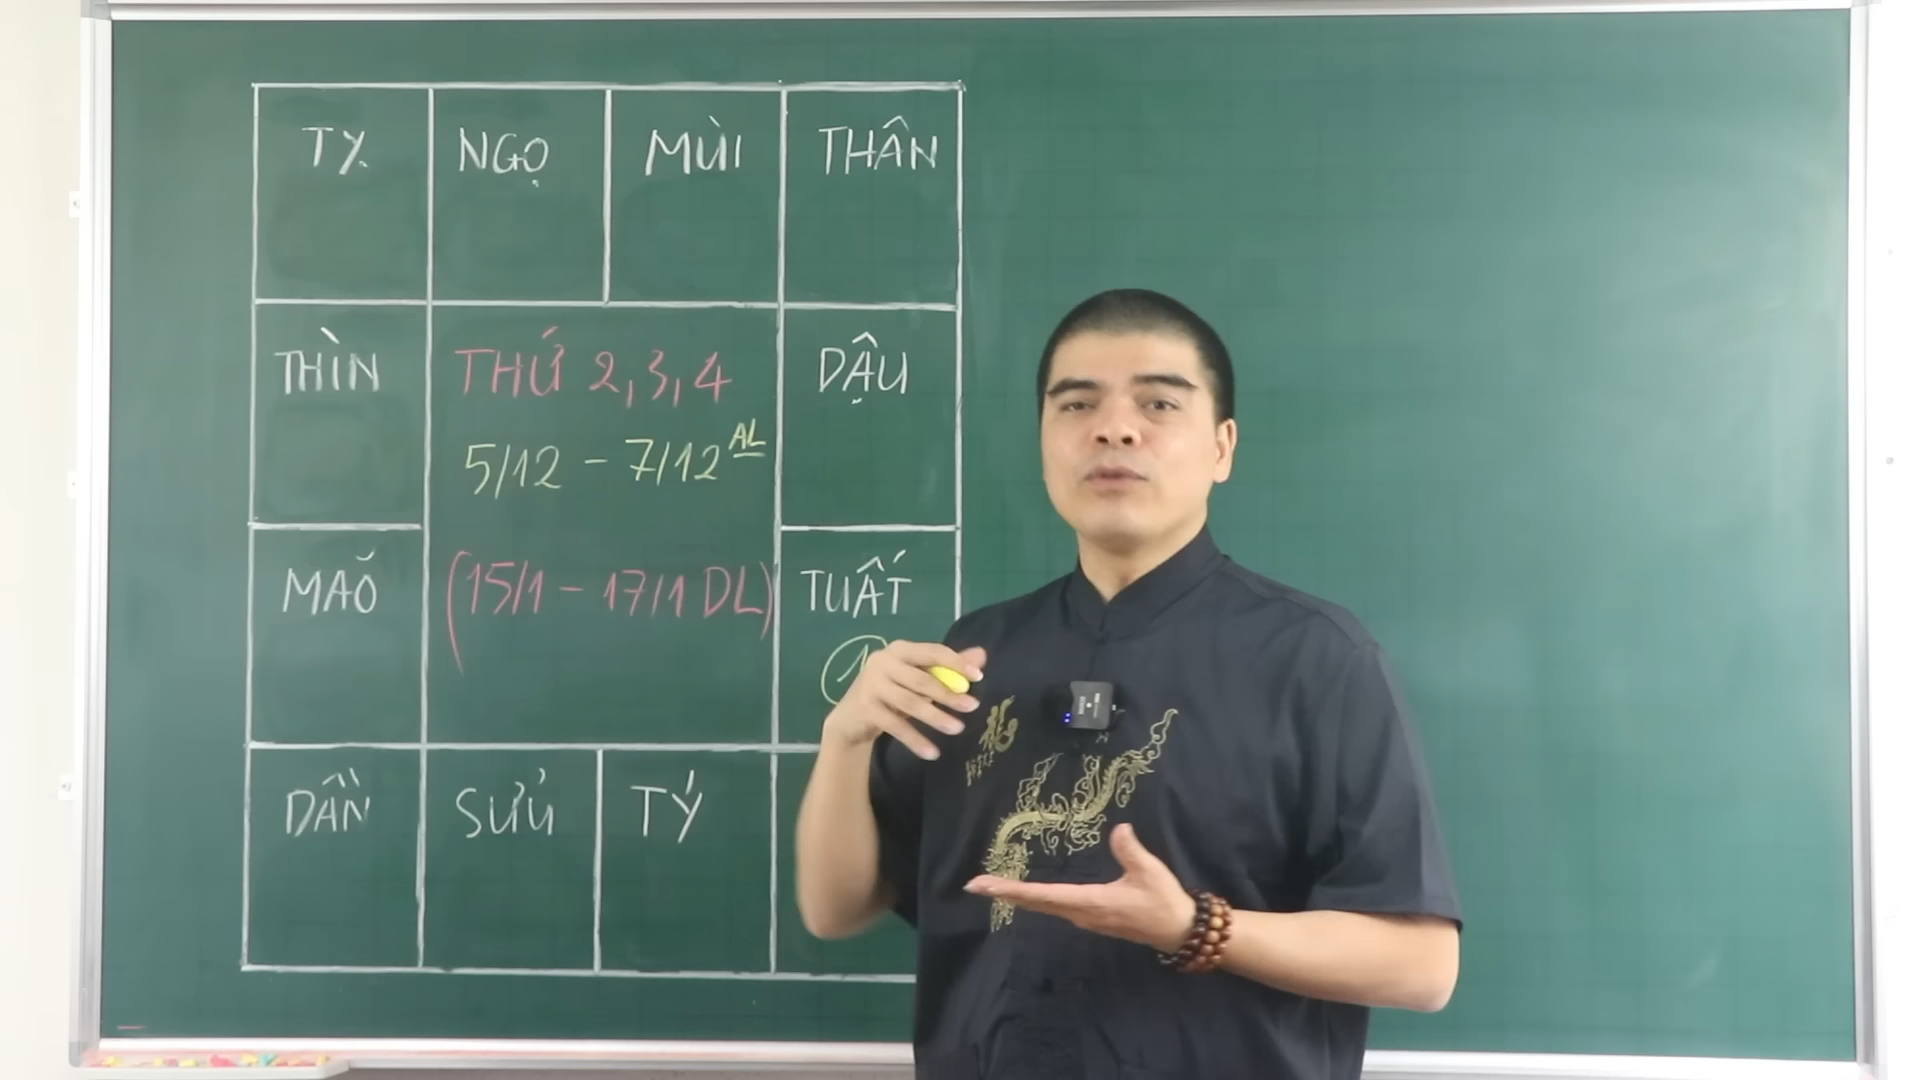 TỴ NGỌ MÙI THÂN
THÌN THỨ 2,3,4 DẬU
5/12 - 7/12 AL
MÃO (15/1 - 17/1 DL) TUẤT
1
DẦN SỬU TÝ